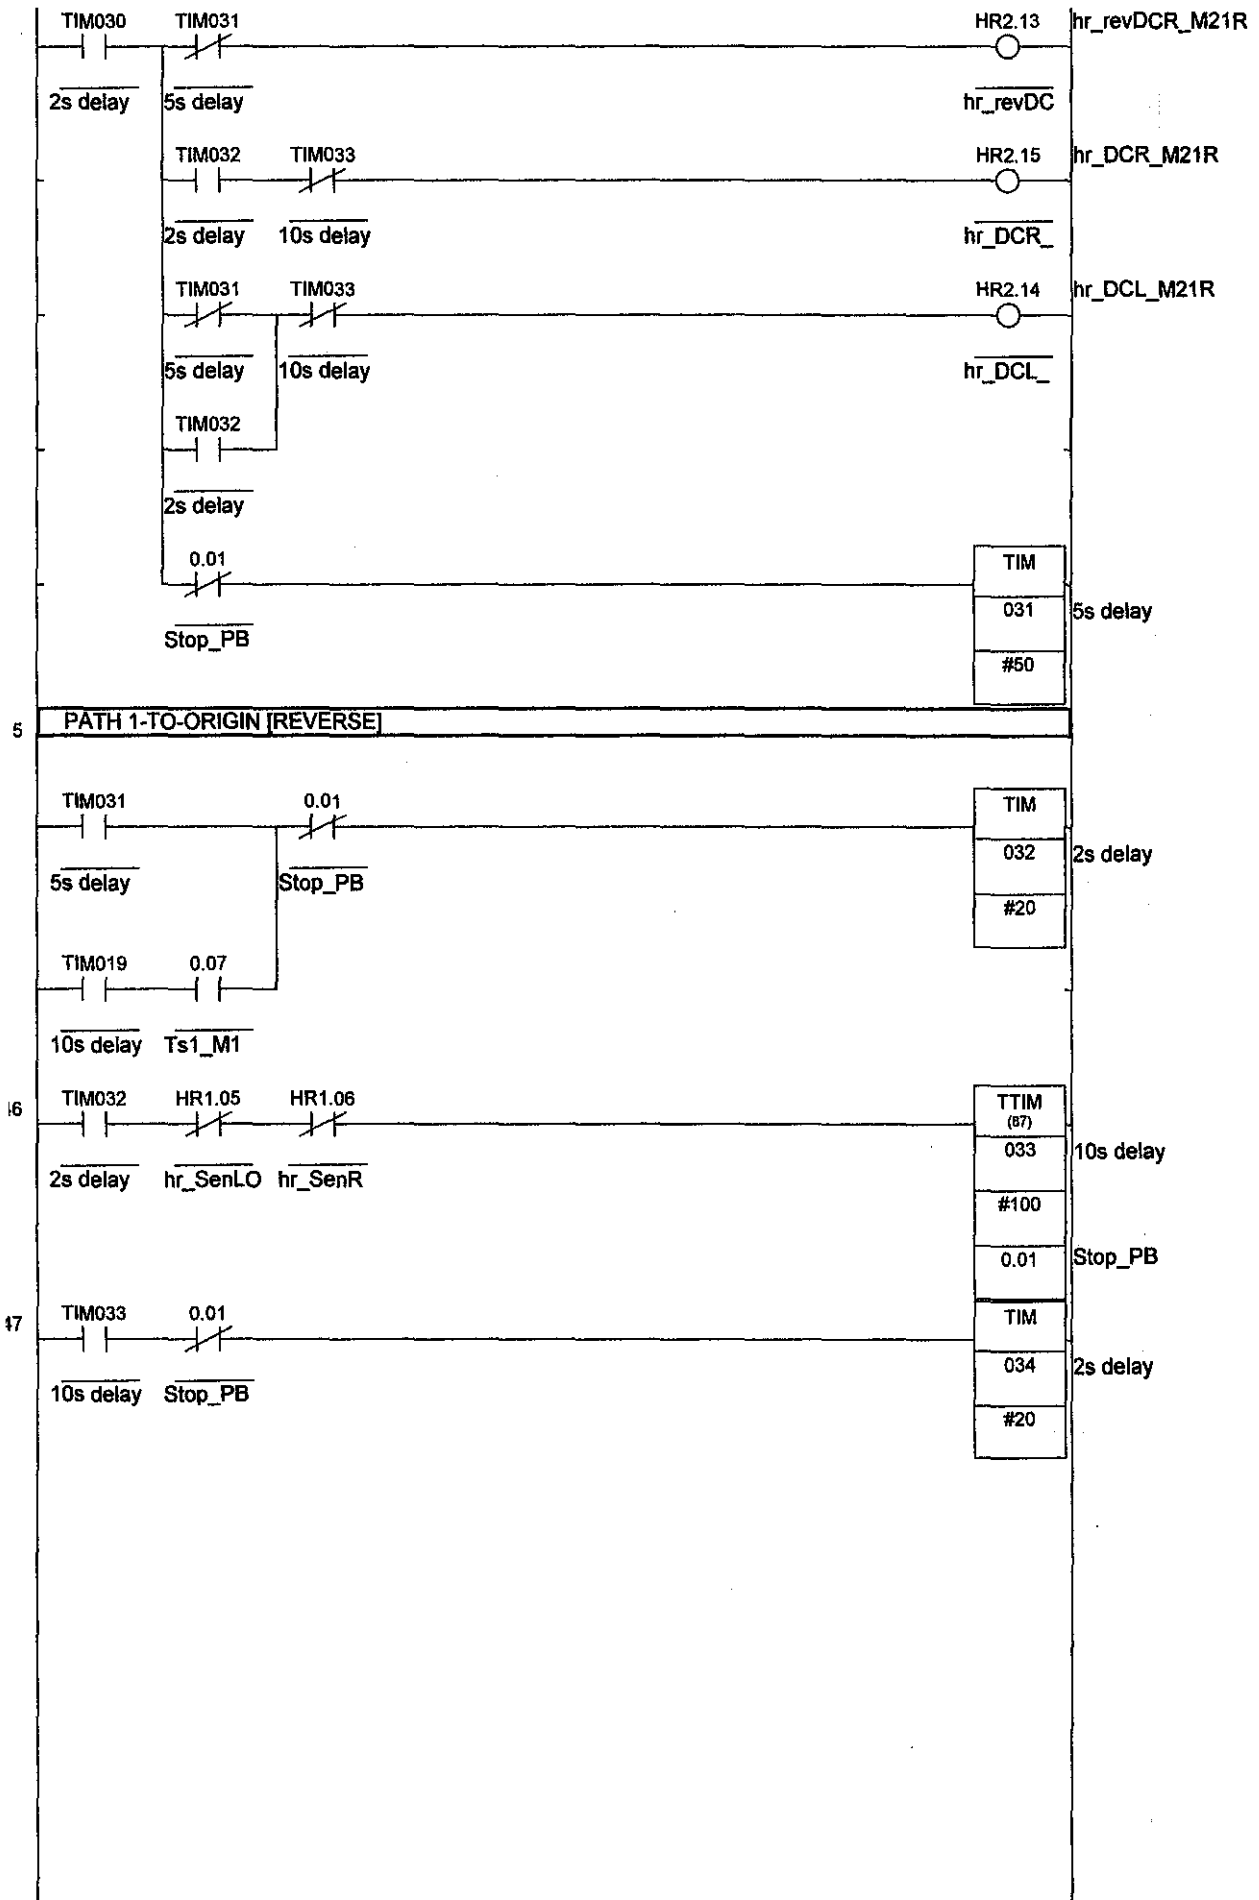 TIM030 TIM031 HR2.13 hr_revDCR_M21R
2s delay 5s delay hr_revDC
TIM032 TIM033 HR2.15 hr_DCR_M21R
2s delay 10s delay hr_DCR_
TIM031 TIM033 HR2.14 hr_DCL_M21R
5s delay 10s delay hr_DCL_
TIM032
2s delay
0.01 TIM
031 5s delay
Stop_PB
#50
5 PATH 1-TO-ORIGIN [REVERSE]
TIM031 0.01 TIM
032 2s delay
5s delay Stop_PB
#20
TIM019 0.07
10s delay Ts1_M1
6 TIM032 HR1.05 HR1.06 TTIM
(87)
033 10s delay
2s delay hr_SenLO hr_SenR
#100
0.01 Stop_PB
47 TIM033 0.01 TIM
034 2s delay
10s delay Stop_PB
#20